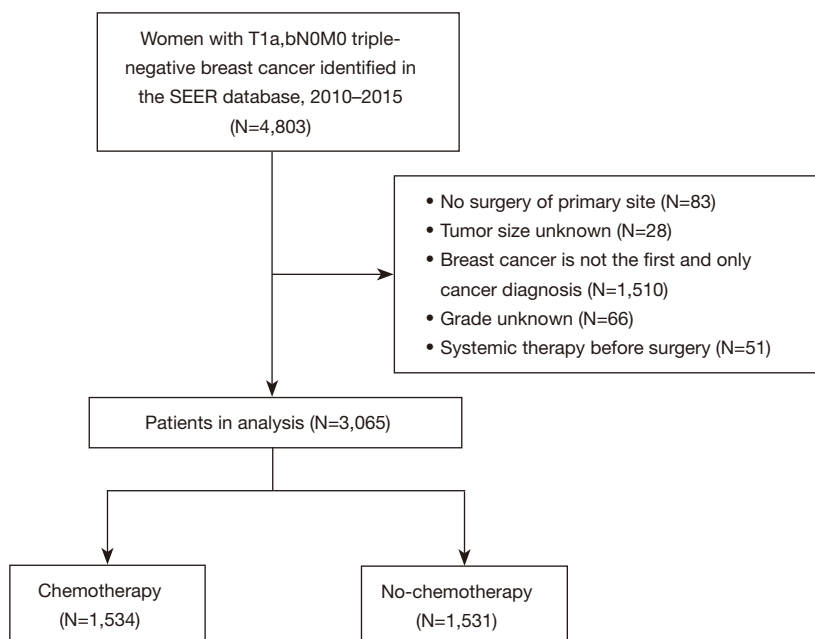 Women with T1a,bN0M0 triple-
negative breast cancer identified in
the SEER database, 2010–2015
(N=4,803)
• No surgery of primary site (N=83)
• Tumor size unknown (N=28)
• Breast cancer is not the first and only
cancer diagnosis (N=1,510)
• Grade unknown (N=66)
• Systemic therapy before surgery (N=51)
Patients in analysis (N=3,065)
Chemotherapy
(N=1,534)
No-chemotherapy
(N=1,531)